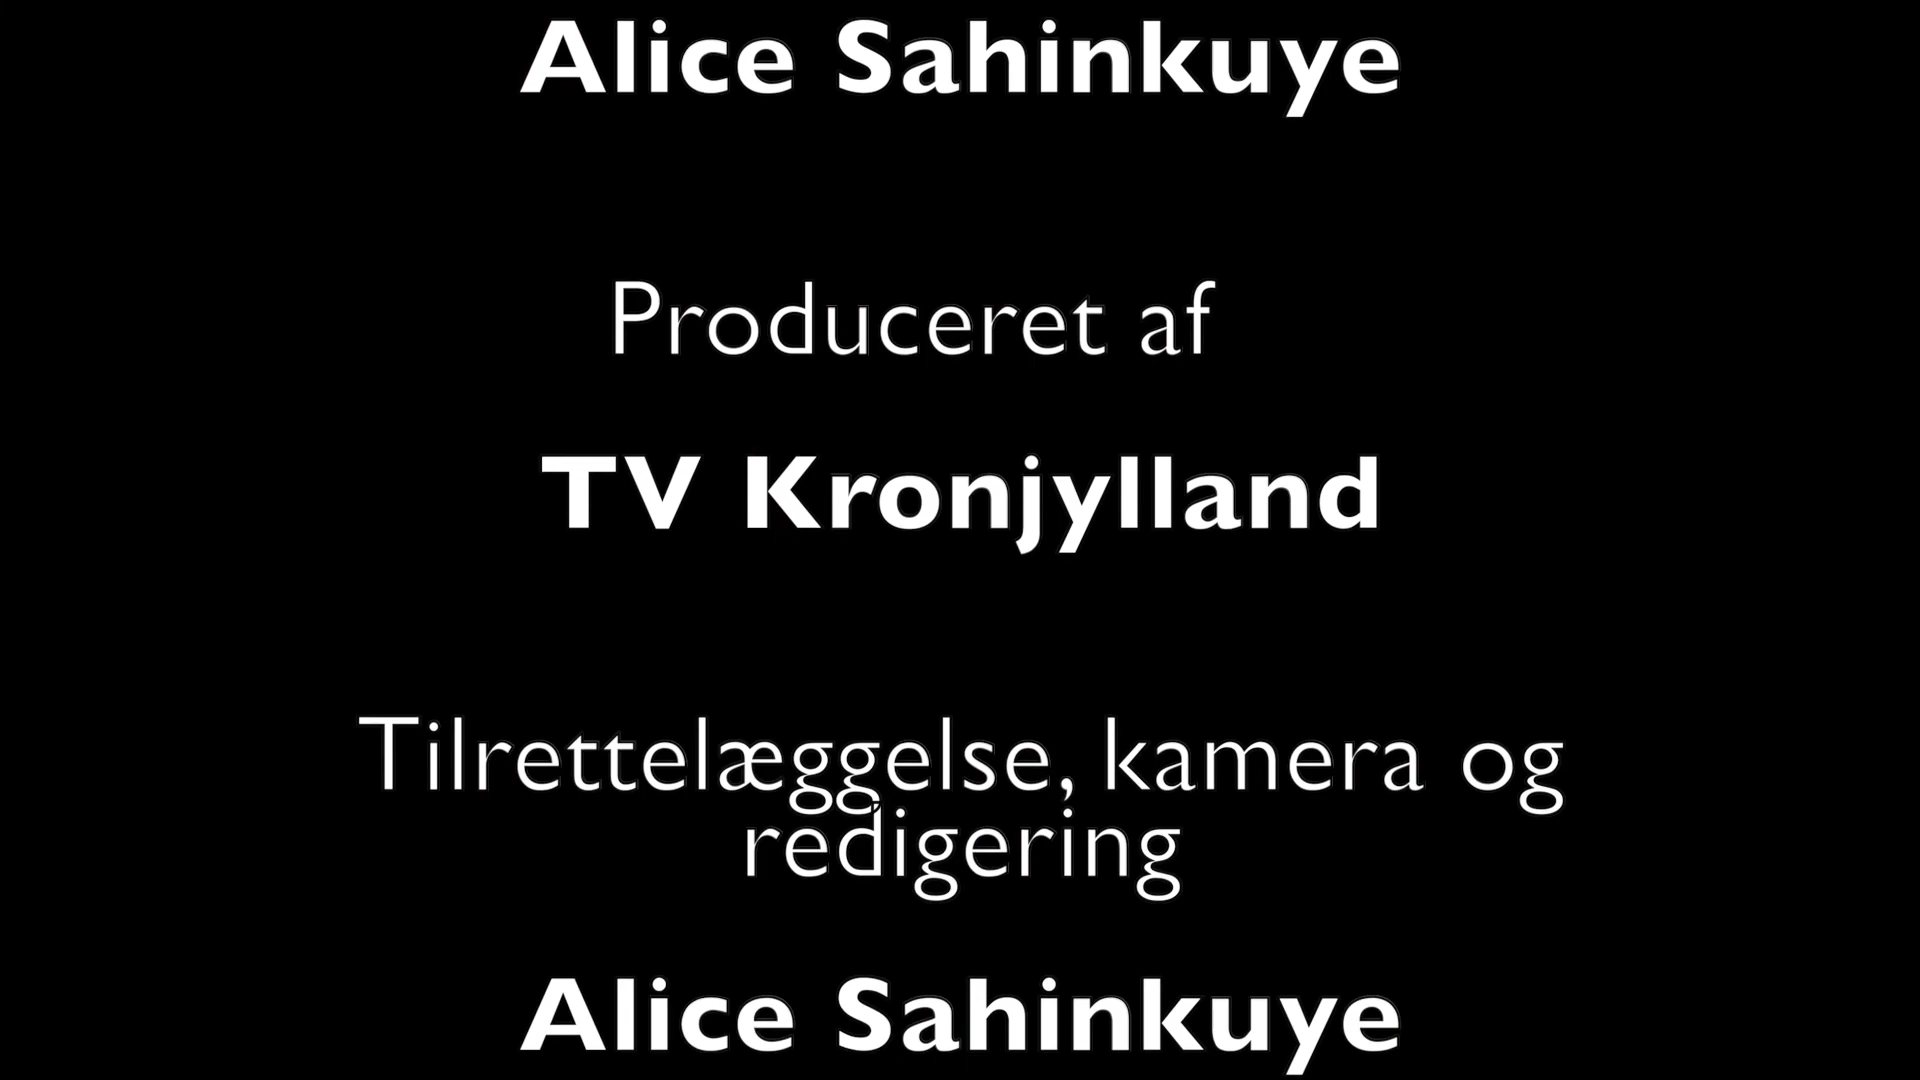 Alice Sahinkuye
Produceret af
TV Kronjylland
Tilrettelæggelse, kamera og
redigering
Alice Sahinkuye